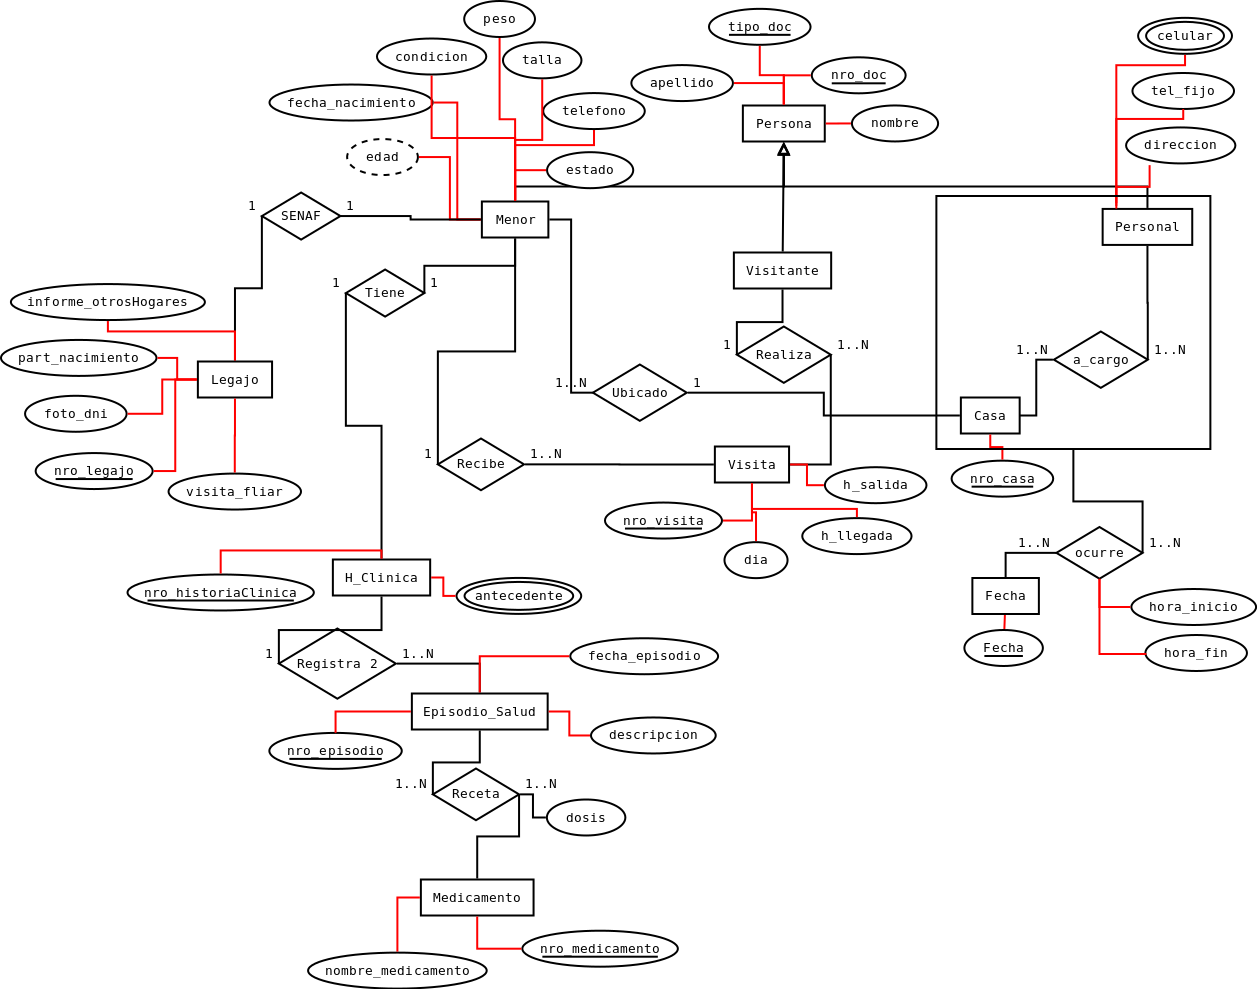 peso
tipo_doc
celular
condicion
talla
apellido
nro_doc
tel_fijo
fecha_nacimiento
telefono
Persona
nombre
direccion
edad
estado
1
SENAF
1
Menor
Personal
Visitante
1
Tiene
1
informe_otrosHogares
part_nacimiento
Legajo
1
Realiza
1..N
1..N
a_cargo
1..N
1..N
Ubicado
1
foto_dni
Casa
nro_legajo
visita_fliar
1
Recibe
1..N
Visita
h_salida
nro_casa
nro_visita
h_llegada
dia
1..N
ocurre
1..N
H_Clinica
antecedente
nro_historiaClinica
Fecha
hora_inicio
Fecha
hora_fin
1
Registra 2
1..N
fecha_episodio
Episodio_Salud
descripcion
nro_episodio
1..N
Receta
1..N
dosis
Medicamento
nro_medicamento
nombre_medicamento